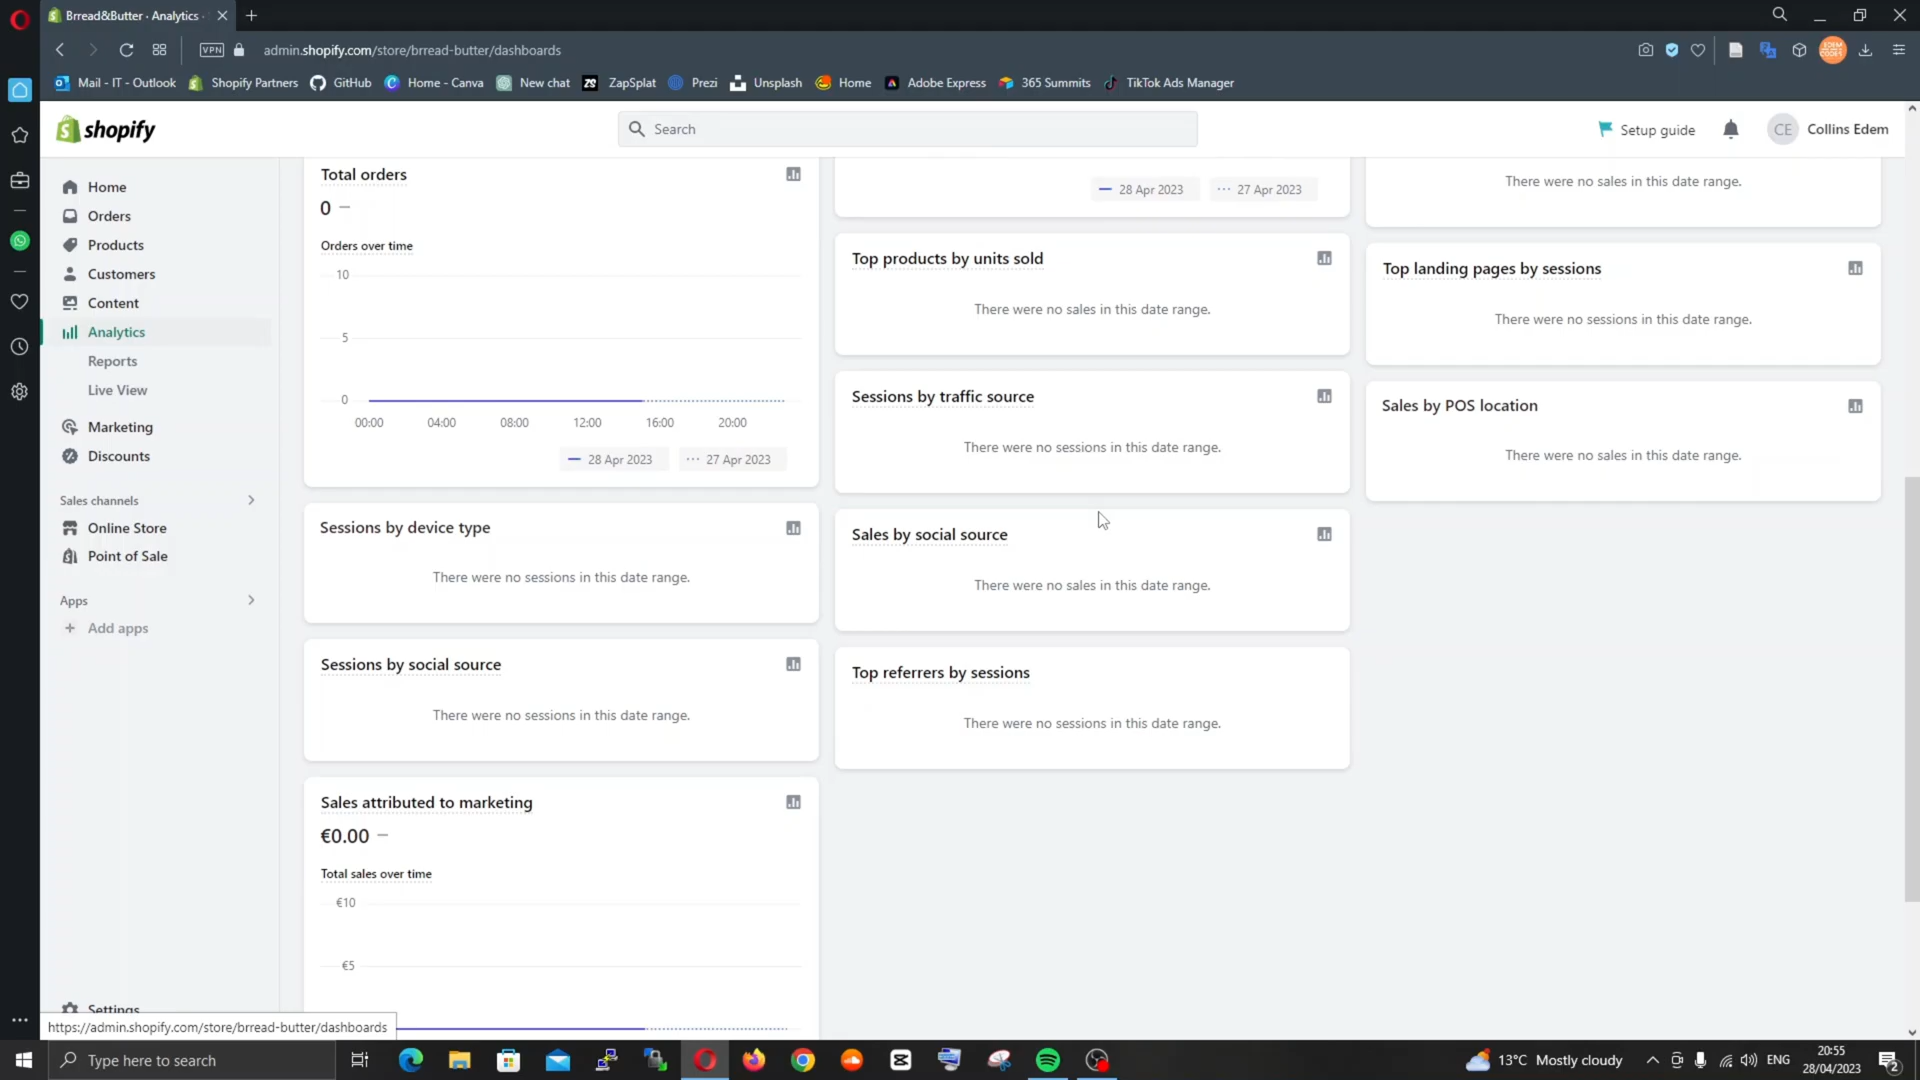 Brread&Butter · Analytics ·
VPN
admin.shopify.com/store/brread-butter/dashboards
Mail - IT - Outlook
Shopify Partners
GitHub
Home - Canva
New chat
ZS
ZapSplat
Prezi
Unsplash
Home
Adobe Express
365 Summits
TikTok Ads Manager
shopify
Search
Setup guide
CE
Collins Edem
Home
Orders
Products
Customers
Content
Analytics
Reports
Live View
Marketing
Discounts
Sales channels
Online Store
Point of Sale
Apps
+ Add apps
Settings
https://admin.shopify.com/store/brread-butter/dashboards
Total orders
0 –
Orders over time
10
5
0
00:00 04:00 08:00 12:00 16:00 20:00
28 Apr 2023 27 Apr 2023
Sessions by device type
There were no sessions in this date range.
Sessions by social source
There were no sessions in this date range.
Sales attributed to marketing
€0.00 –
Total sales over time
€10
€5
28 Apr 2023 27 Apr 2023
Top products by units sold
There were no sales in this date range.
Sessions by traffic source
There were no sessions in this date range.
Sales by social source
There were no sales in this date range.
Top referrers by sessions
There were no sessions in this date range.
There were no sales in this date range.
Top landing pages by sessions
There were no sessions in this date range.
Sales by POS location
There were no sales in this date range.
Type here to search
13°C Mostly cloudy
ENG
20:55
28/04/2023
2